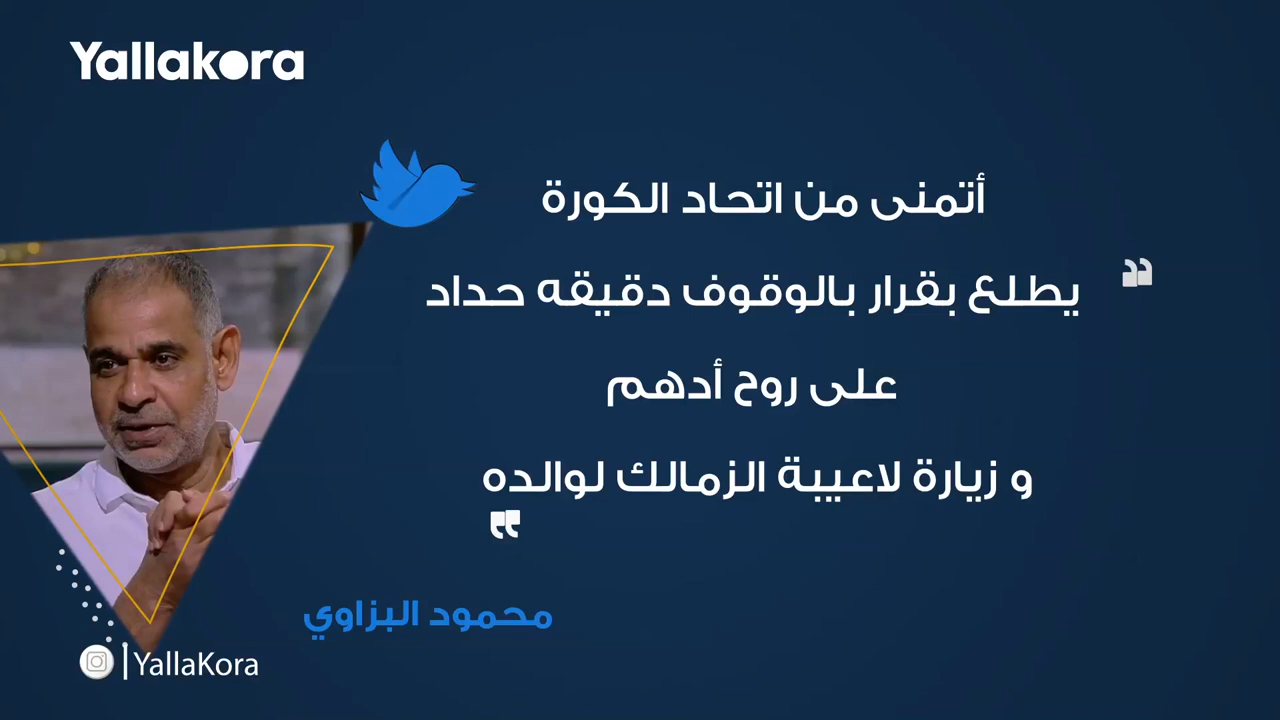 Yallakora
أتمنى من اتحاد الكورة
يطلع بقرار بالوقوف دقيقه حداد
على روح أدهم
و زيارة لاعيبة الزمالك لوالده
محمود البزاوي
YallaKora